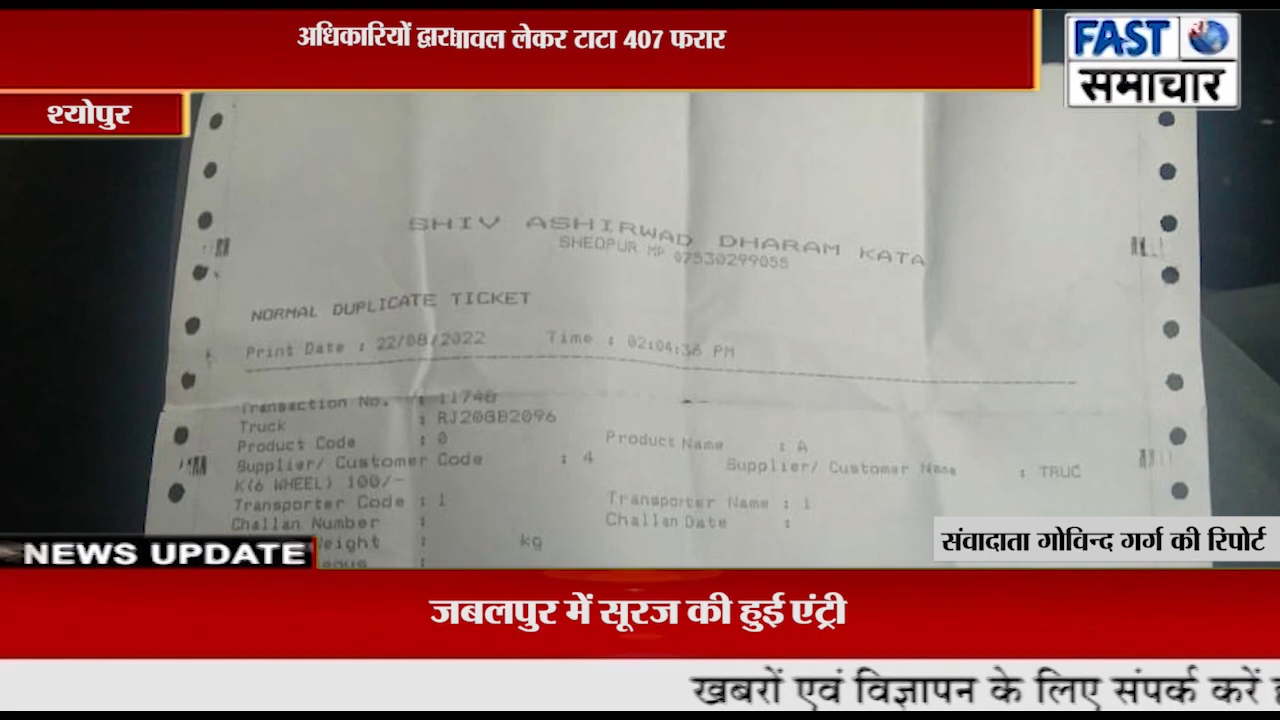 अधिकारियों द्वारा चावल लेकर टाटा 407 फरार
FAST
समाचार
श्योपुर
SHIV ASHIRWAD DHARAM KATA
SHEOPUR MP 07530299055
NORMAL DUPLICATE TICKET
Print Date : 22/08/2022 Time : 02:04:36 PM
Transaction No. : 11748
Truck : RJ20GB2096
Product Code : 0 Product Name : A
Supplier/ Customer Code : 4 Supplier/ Customer Name : TRUC
K(6 WHEEL) 100/-
Transporter Code : 1 Transporter Name : 1
Challan Number : Challan Date :
eight : kg
संवादाता गोविन्द गर्ग की रिपोर्ट
NEWS UPDATE
जबलपुर में सूरज की हुई एंट्री
खबरों एवं विज्ञापन के लिए संपर्क करें